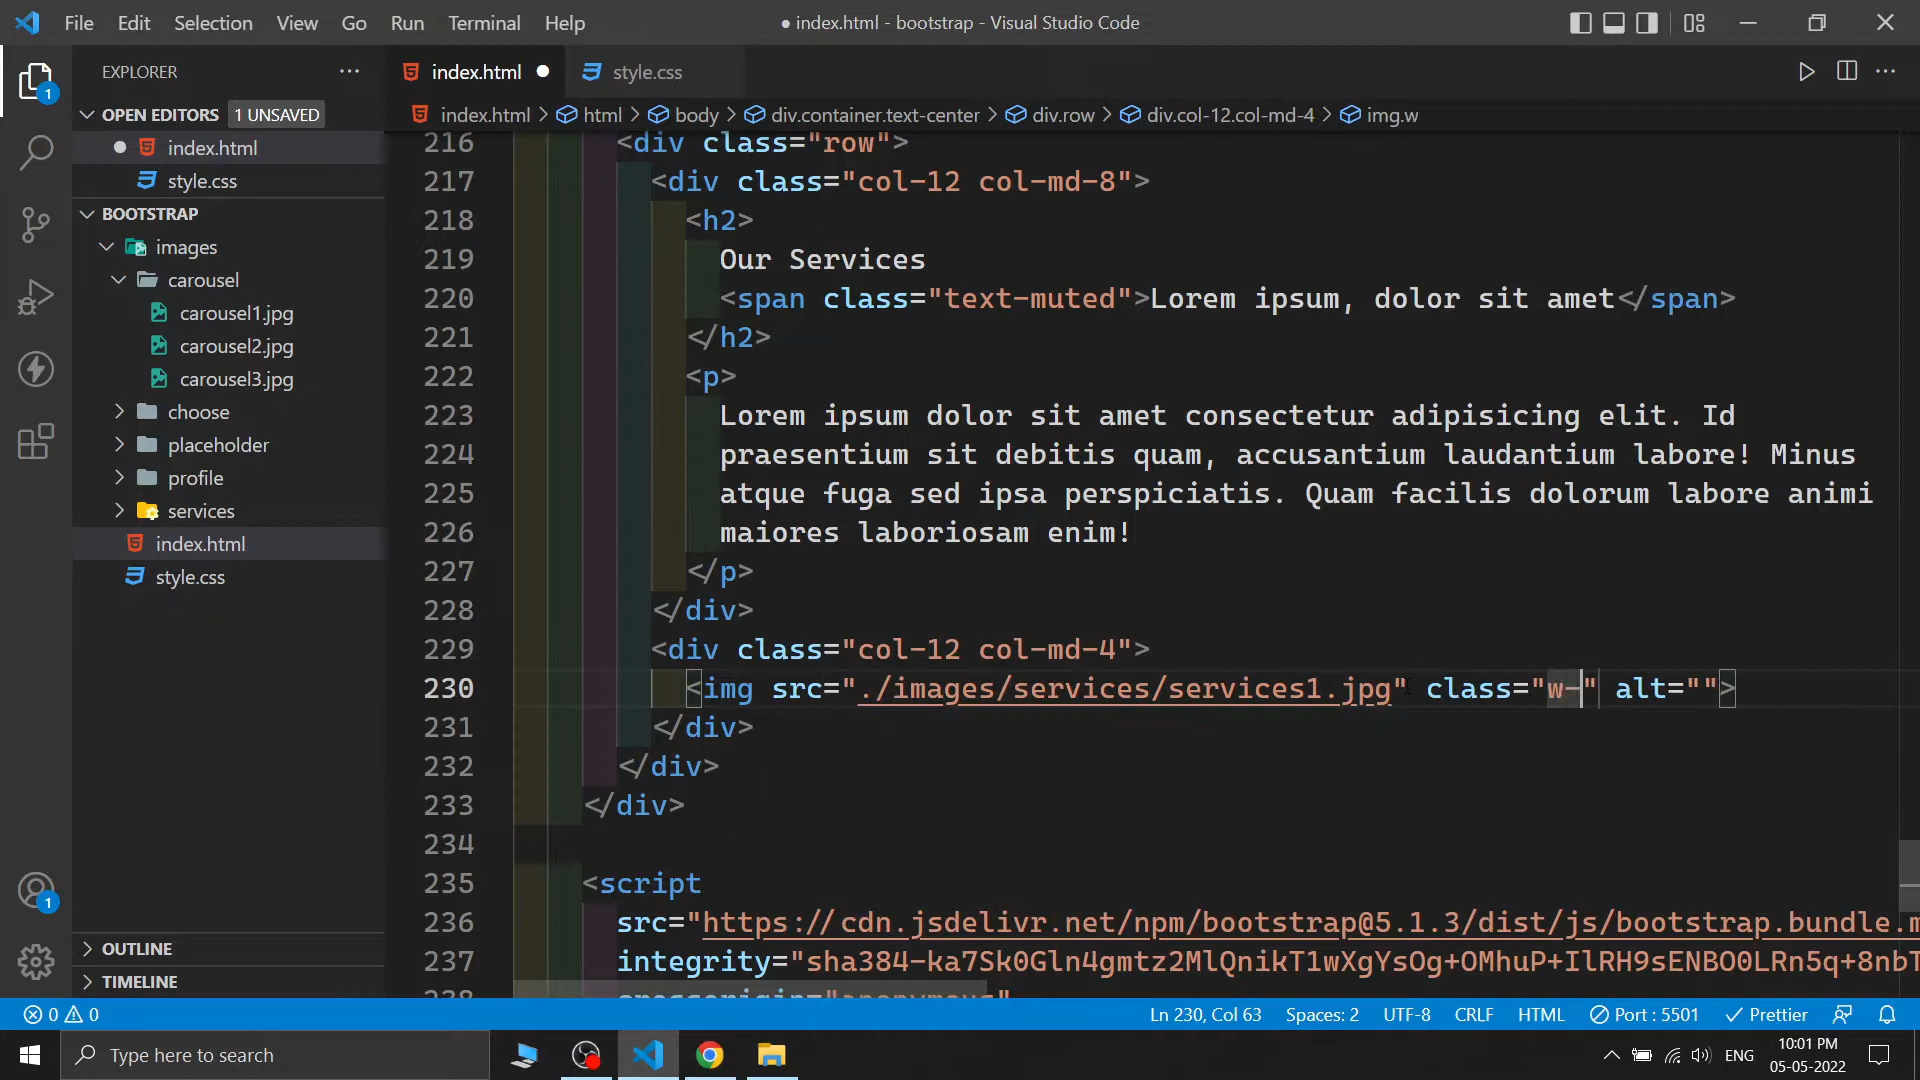 File Edit Selection View Go Run Terminal Help
● index.html - bootstrap - Visual Studio Code
EXPLORER
index.html
style.css
OPEN EDITORS 1 UNSAVED
index.html
style.css
BOOTSTRAP
images
carousel
carousel1.jpg
carousel2.jpg
carousel3.jpg
choose
placeholder
profile
services
index.html
style.css
OUTLINE
TIMELINE
1
1
index.html > html > body > div.container.text-center > div.row > div.col-12.col-md-4 > img.w
216 <div class="row">
217 <div class="col-12 col-md-8">
218 <h2>
219 Our Services
220 <span class="text-muted">Lorem ipsum, dolor sit amet</span>
221 </h2>
222 <p>
223 Lorem ipsum dolor sit amet consectetur adipisicing elit. Id
224 praesentium sit debitis quam, accusantium laudantium labore! Minus
225 atque fuga sed ipsa perspiciatis. Quam facilis dolorum labore animi
226 maiores laboriosam enim!
227 </p>
228 </div>
229 <div class="col-12 col-md-4">
230 <img src="./images/services/services1.jpg" class="w-" alt="">
231 </div>
232 </div>
233 </div>
234
235 <script
236 src="https://cdn.jsdelivr.net/npm/bootstrap@5.1.3/dist/js/bootstrap.bundle.m
237 integrity="sha384-ka7Sk0Gln4gmtz2MlQnikT1wXgYsOg+OMhuP+IlRH9sENBO0LRn5q+8nbT
238 crossorigin="anonymous"
0 0 Ln 230, Col 63 Spaces: 2 UTF-8 CRLF HTML Port : 5501 Prettier
Type here to search
ENG
10:01 PM
05-05-2022